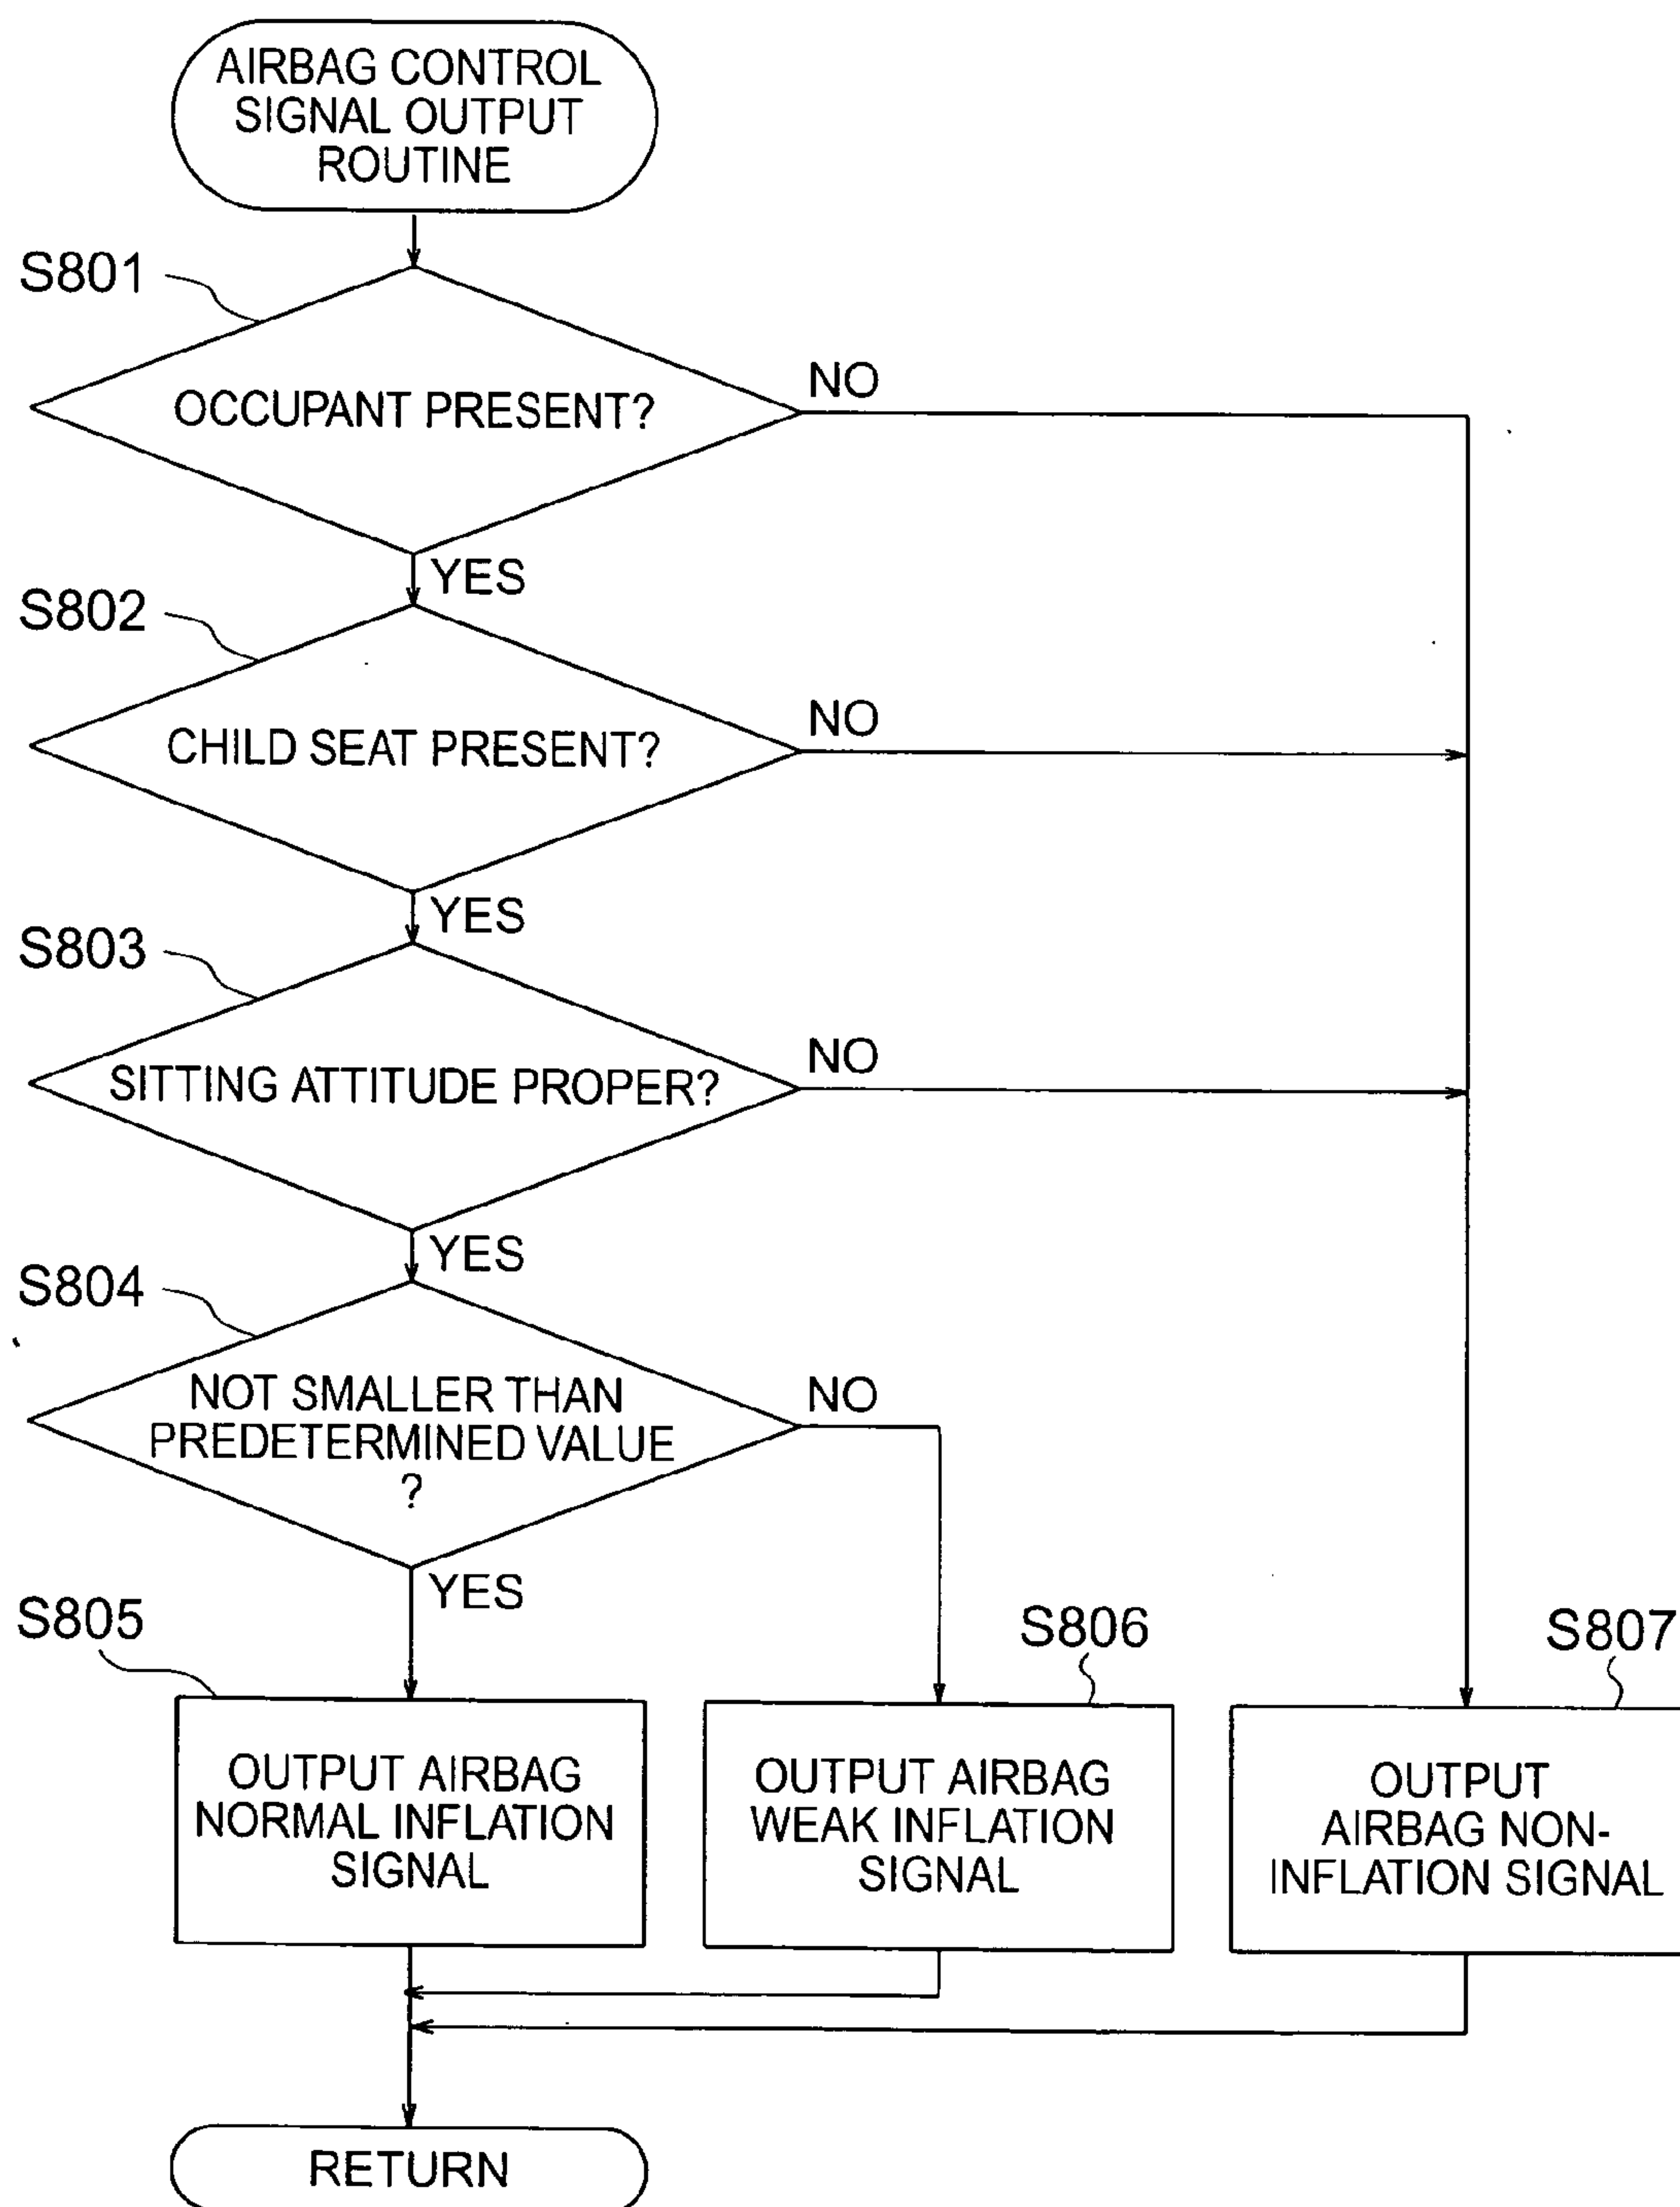 AIRBAG CONTROL
SIGNAL OUTPUT
ROUTINE
S801
OCCUPANT PRESENT?
NO
YES
S802
CHILD SEAT PRESENT?
NO
YES
S803
SITTING ATTITUDE PROPER?
NO
YES
S804
NOT SMALLER THAN
PREDETERMINED VALUE
?
NO
YES
S805
OUTPUT AIRBAG
NORMAL INFLATION
SIGNAL
S806
OUTPUT AIRBAG
WEAK INFLATION
SIGNAL
S807
OUTPUT
AIRBAG NON-
INFLATION SIGNAL
RETURN